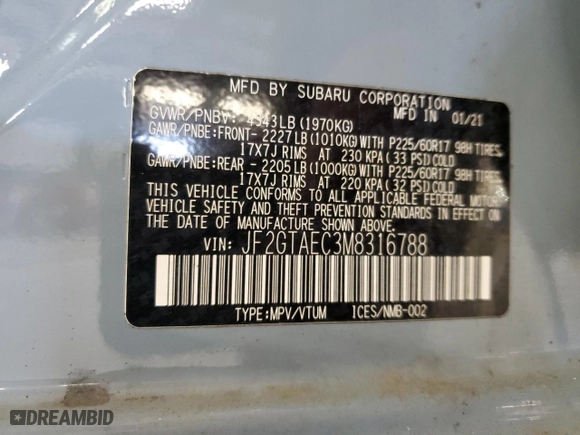 MFD BY SUBARU CORPORATION
MFD IN 01/21
GVWR/PNBV: 4343LB(1970KG)
GAWR/PNBE:FRONT- 2227LB(1010KG)WITH P225/60R17 98H TIRES
17X7J RIMS AT 230 KPA(33 PSI)COLD
GAWR/PNBE:REAR - 2205LB(1000KG)WITH P225/60R17 98H TIRES
17X7J RIMS AT 220 KPA(32 PSI)COLD
THIS VEHICLE CONFORMS TO ALL APPLICABLE FEDERAL MOTOR
VEHICLE SAFETY AND THEFT PREVENTION STANDARDS IN EFFECT ON
THE DATE OF MANUFACTURE SHOWN ABOVE.
VIN: JF2GTAEC3M8316788
TYPE:MPV/VTUM ICES/NMB-002
DREAMBID